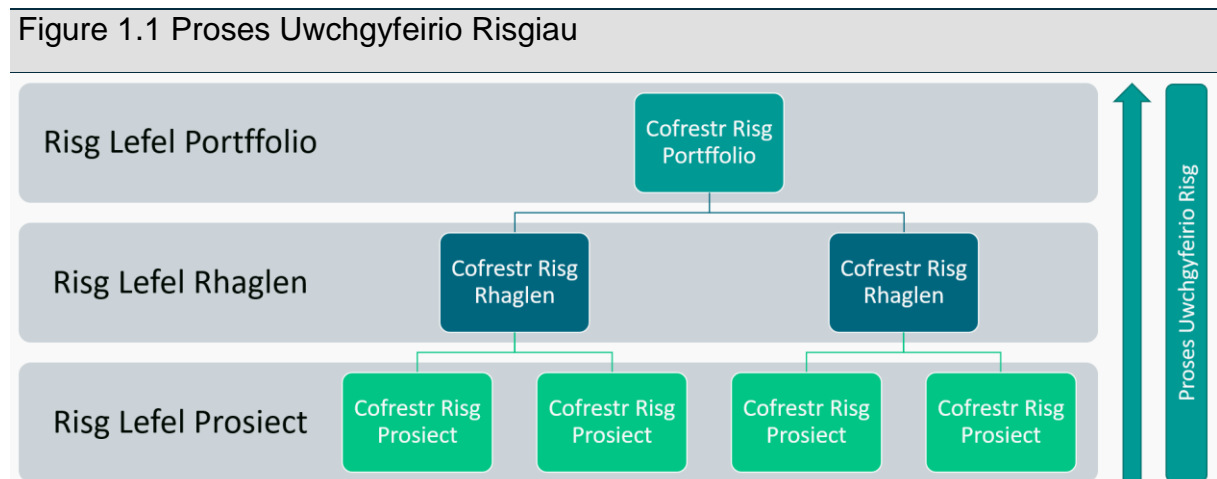 Figure 1.1 Proses Uwchgyfeirio Risgiau
Risg Lefel Portffolio
Cofrestr Risg
Portffolio
Risg Lefel Rhaglen
Cofrestr Risg
Rhaglen
Cofrestr Risg
Rhaglen
Risg Lefel Prosiect
Cofrestr Risg
Prosiect
Cofrestr Risg
Prosiect
Cofrestr Risg
Prosiect
Cofrestr Risg
Prosiect
Proses Uwchgyfeirio Risg